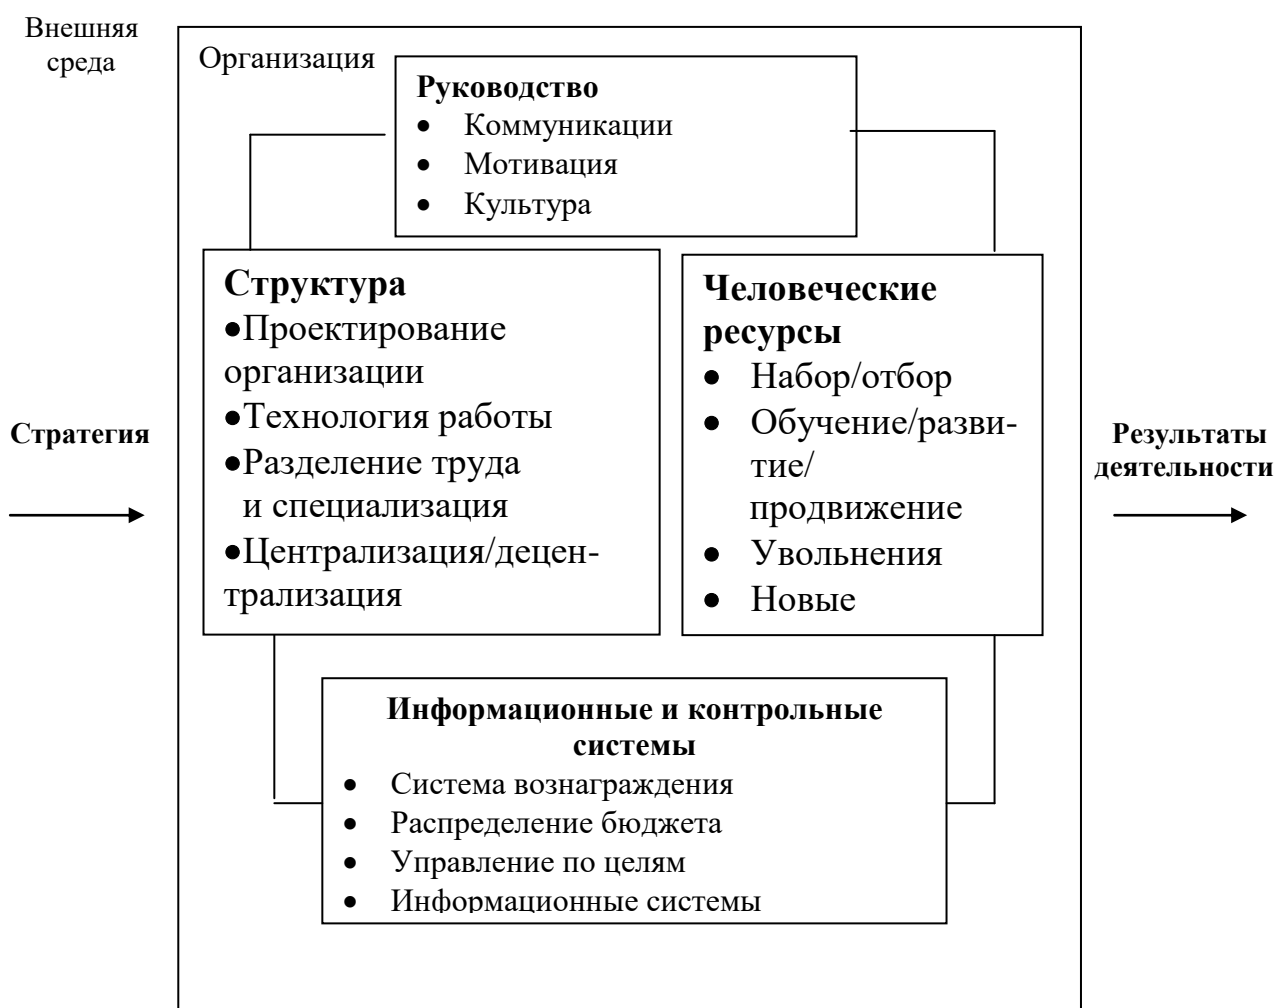 Внешняя
среда
Организация
Руководство
• Коммуникации
• Мотивация
• Культура
Структура
•Проектирование
организации
•Технология работы
•Разделение труда
и специализация
•Централизация/децен-
трализация
Человеческие
ресурсы
• Набор/отбор
• Обучение/разви-
тие/
продвижение
• Увольнения
• Новые
Стратегия
Результаты
деятельности
Информационные и контрольные
системы
• Система вознаграждения
• Распределение бюджета
• Управление по целям
• Информационные системы